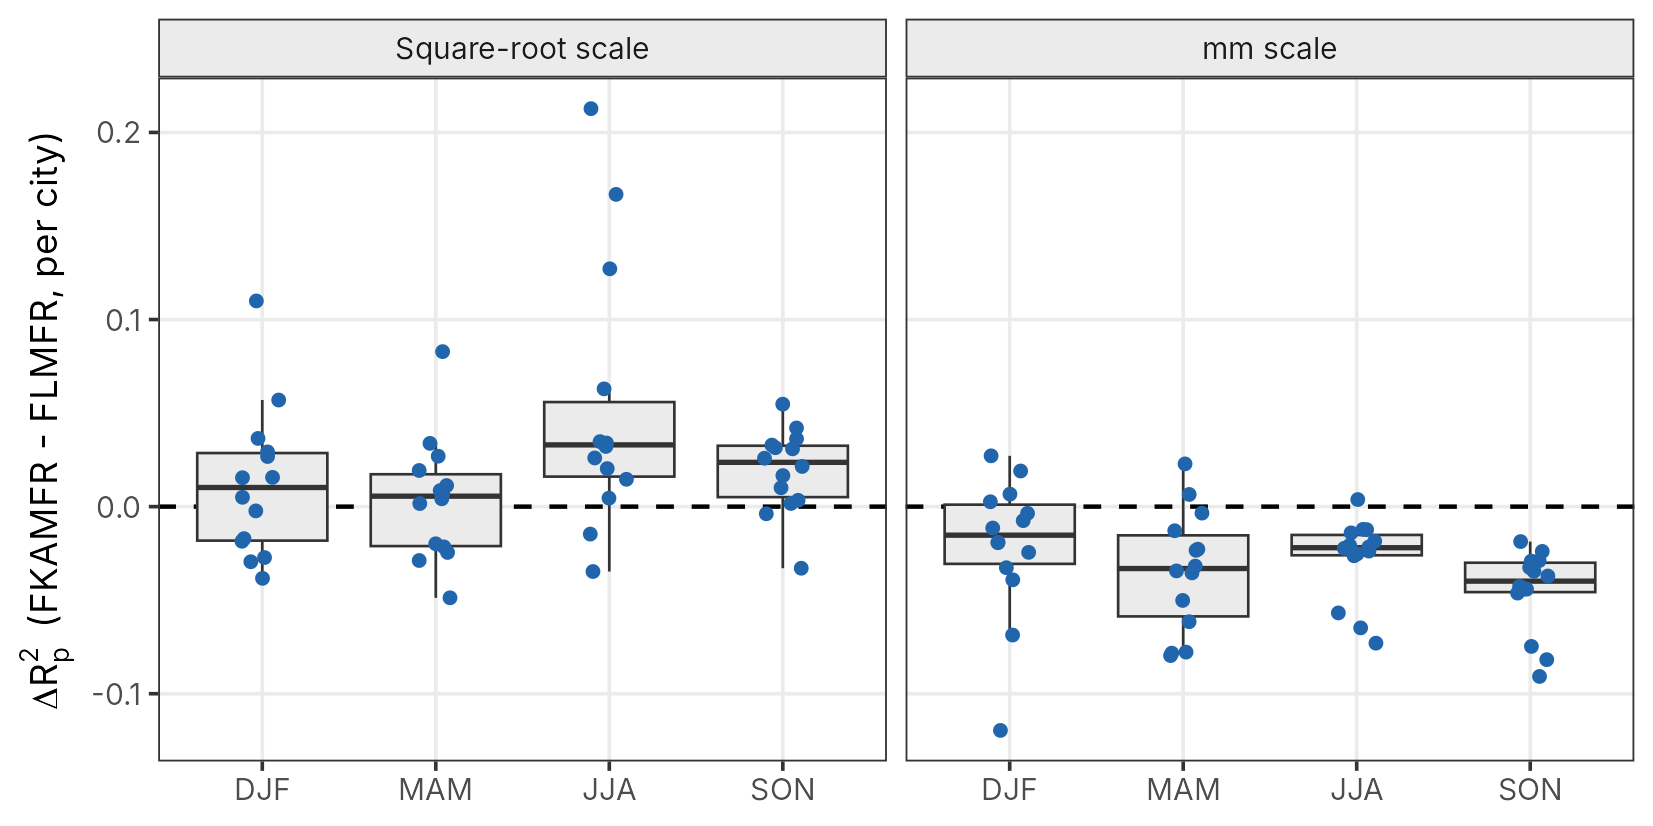 Square-root scale
mm scale
ΔR²ₚ (FKAMFR - FLMFR, per city)
0.2
0.1
0.0
-0.1
DJF MAM JJA SON
DJF MAM JJA SON